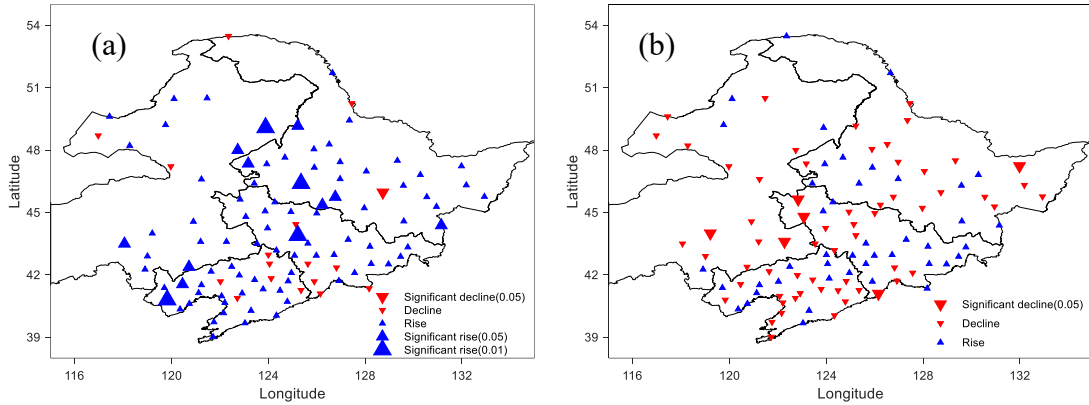 (a)
54
51
48
45
42
39
Latitude
116
120
124
128
132
Longitude
Significant decline(0.05)
Decline
Rise
Significant rise(0.05)
Significant rise(0.01)
(b)
54
51
48
45
42
39
Latitude
116
120
124
128
132
Longitude
Significant decline(0.05)
Decline
Rise